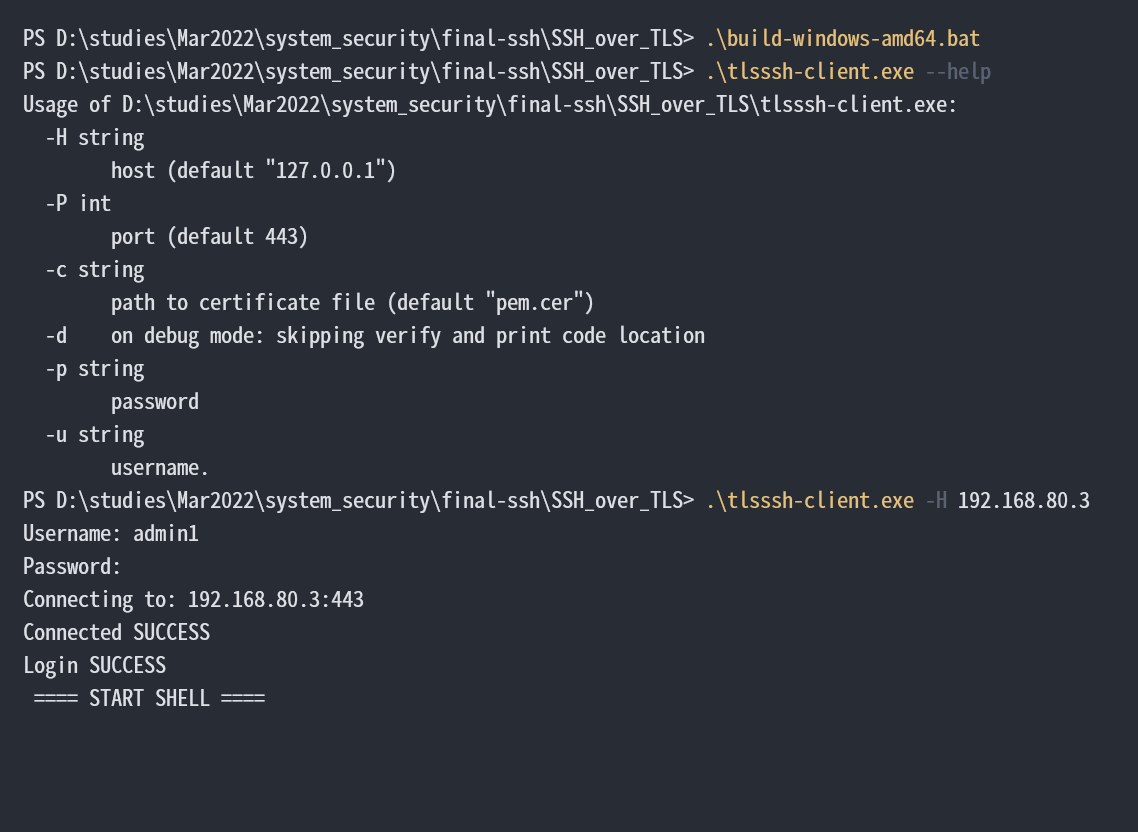 PS D:\studies\Mar2022\system_security\final-ssh\SSH_over_TLS> .\build-windows-amd64.bat
PS D:\studies\Mar2022\system_security\final-ssh\SSH_over_TLS> .\tlsssh-client.exe --help
Usage of D:\studies\Mar2022\system_security\final-ssh\SSH_over_TLS\tlsssh-client.exe:
  -H string
        host (default "127.0.0.1")
  -P int
        port (default 443)
  -c string
        path to certificate file (default "pem.cer")
  -d    on debug mode: skipping verify and print code location
  -p string
        password
  -u string
        username.
PS D:\studies\Mar2022\system_security\final-ssh\SSH_over_TLS> .\tlsssh-client.exe -H 192.168.80.3
Username: admin1
Password:
Connecting to: 192.168.80.3:443
Connected SUCCESS
Login SUCCESS
 ==== START SHELL ====